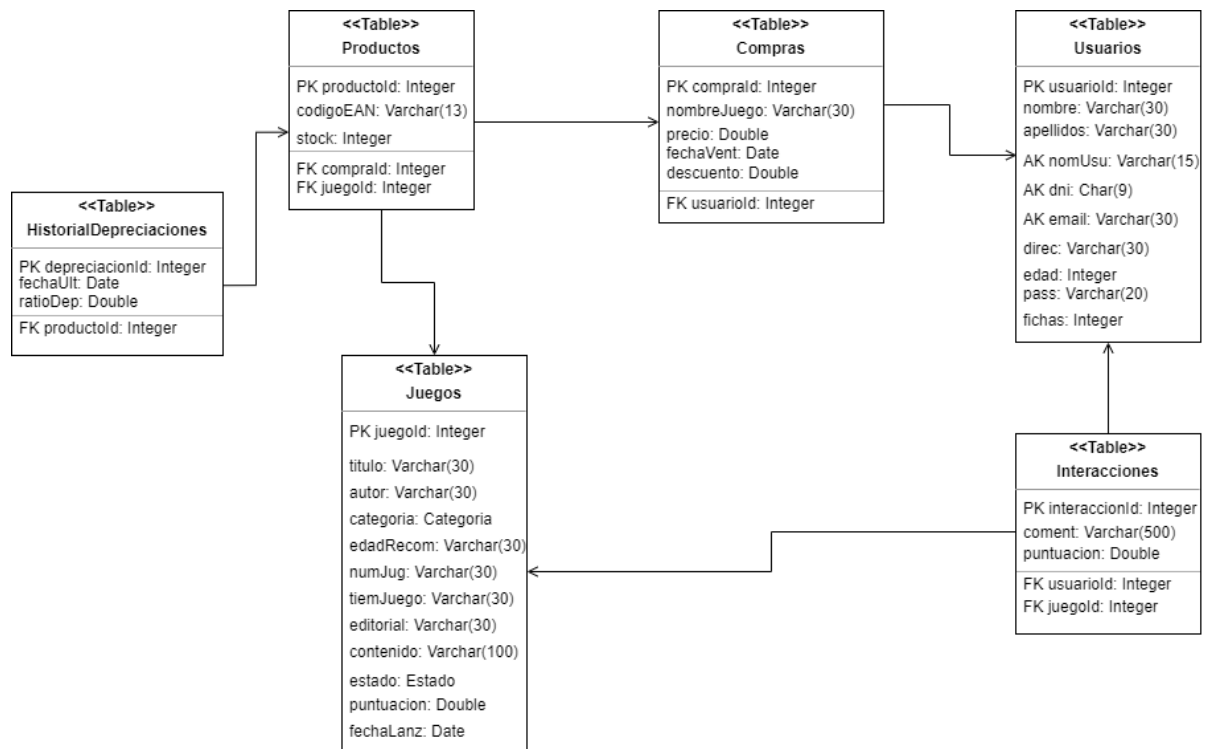 <<Table>>
Productos
PK productoId: Integer
codigoEAN: Varchar(13)
stock: Integer
FK compraId: Integer
FK juegoId: Integer
<<Table>>
Compras
PK compraId: Integer
nombreJuego: Varchar(30)
precio: Double
fechaVent: Date
descuento: Double
FK usuarioId: Integer
<<Table>>
Usuarios
PK usuarioId: Integer
nombre: Varchar(30)
apellidos: Varchar(30)
AK nomUsu: Varchar(15)
AK dni: Char(9)
AK email: Varchar(30)
direc: Varchar(30)
edad: Integer
pass: Varchar(20)
fichas: Integer
<<Table>>
HistorialDepreciaciones
PK depreciacionId: Integer
fechaUlt: Date
ratioDep: Double
FK productoId: Integer
<<Table>>
Juegos
PK juegoId: Integer
titulo: Varchar(30)
autor: Varchar(30)
categoria: Categoria
edadRecom: Varchar(30)
numJug: Varchar(30)
tiemJuego: Varchar(30)
editorial: Varchar(30)
contenido: Varchar(100)
estado: Estado
puntuacion: Double
fechaLanz: Date
<<Table>>
Interacciones
PK interaccionId: Integer
coment: Varchar(500)
puntuacion: Double
FK usuarioId: Integer
FK juegoId: Integer